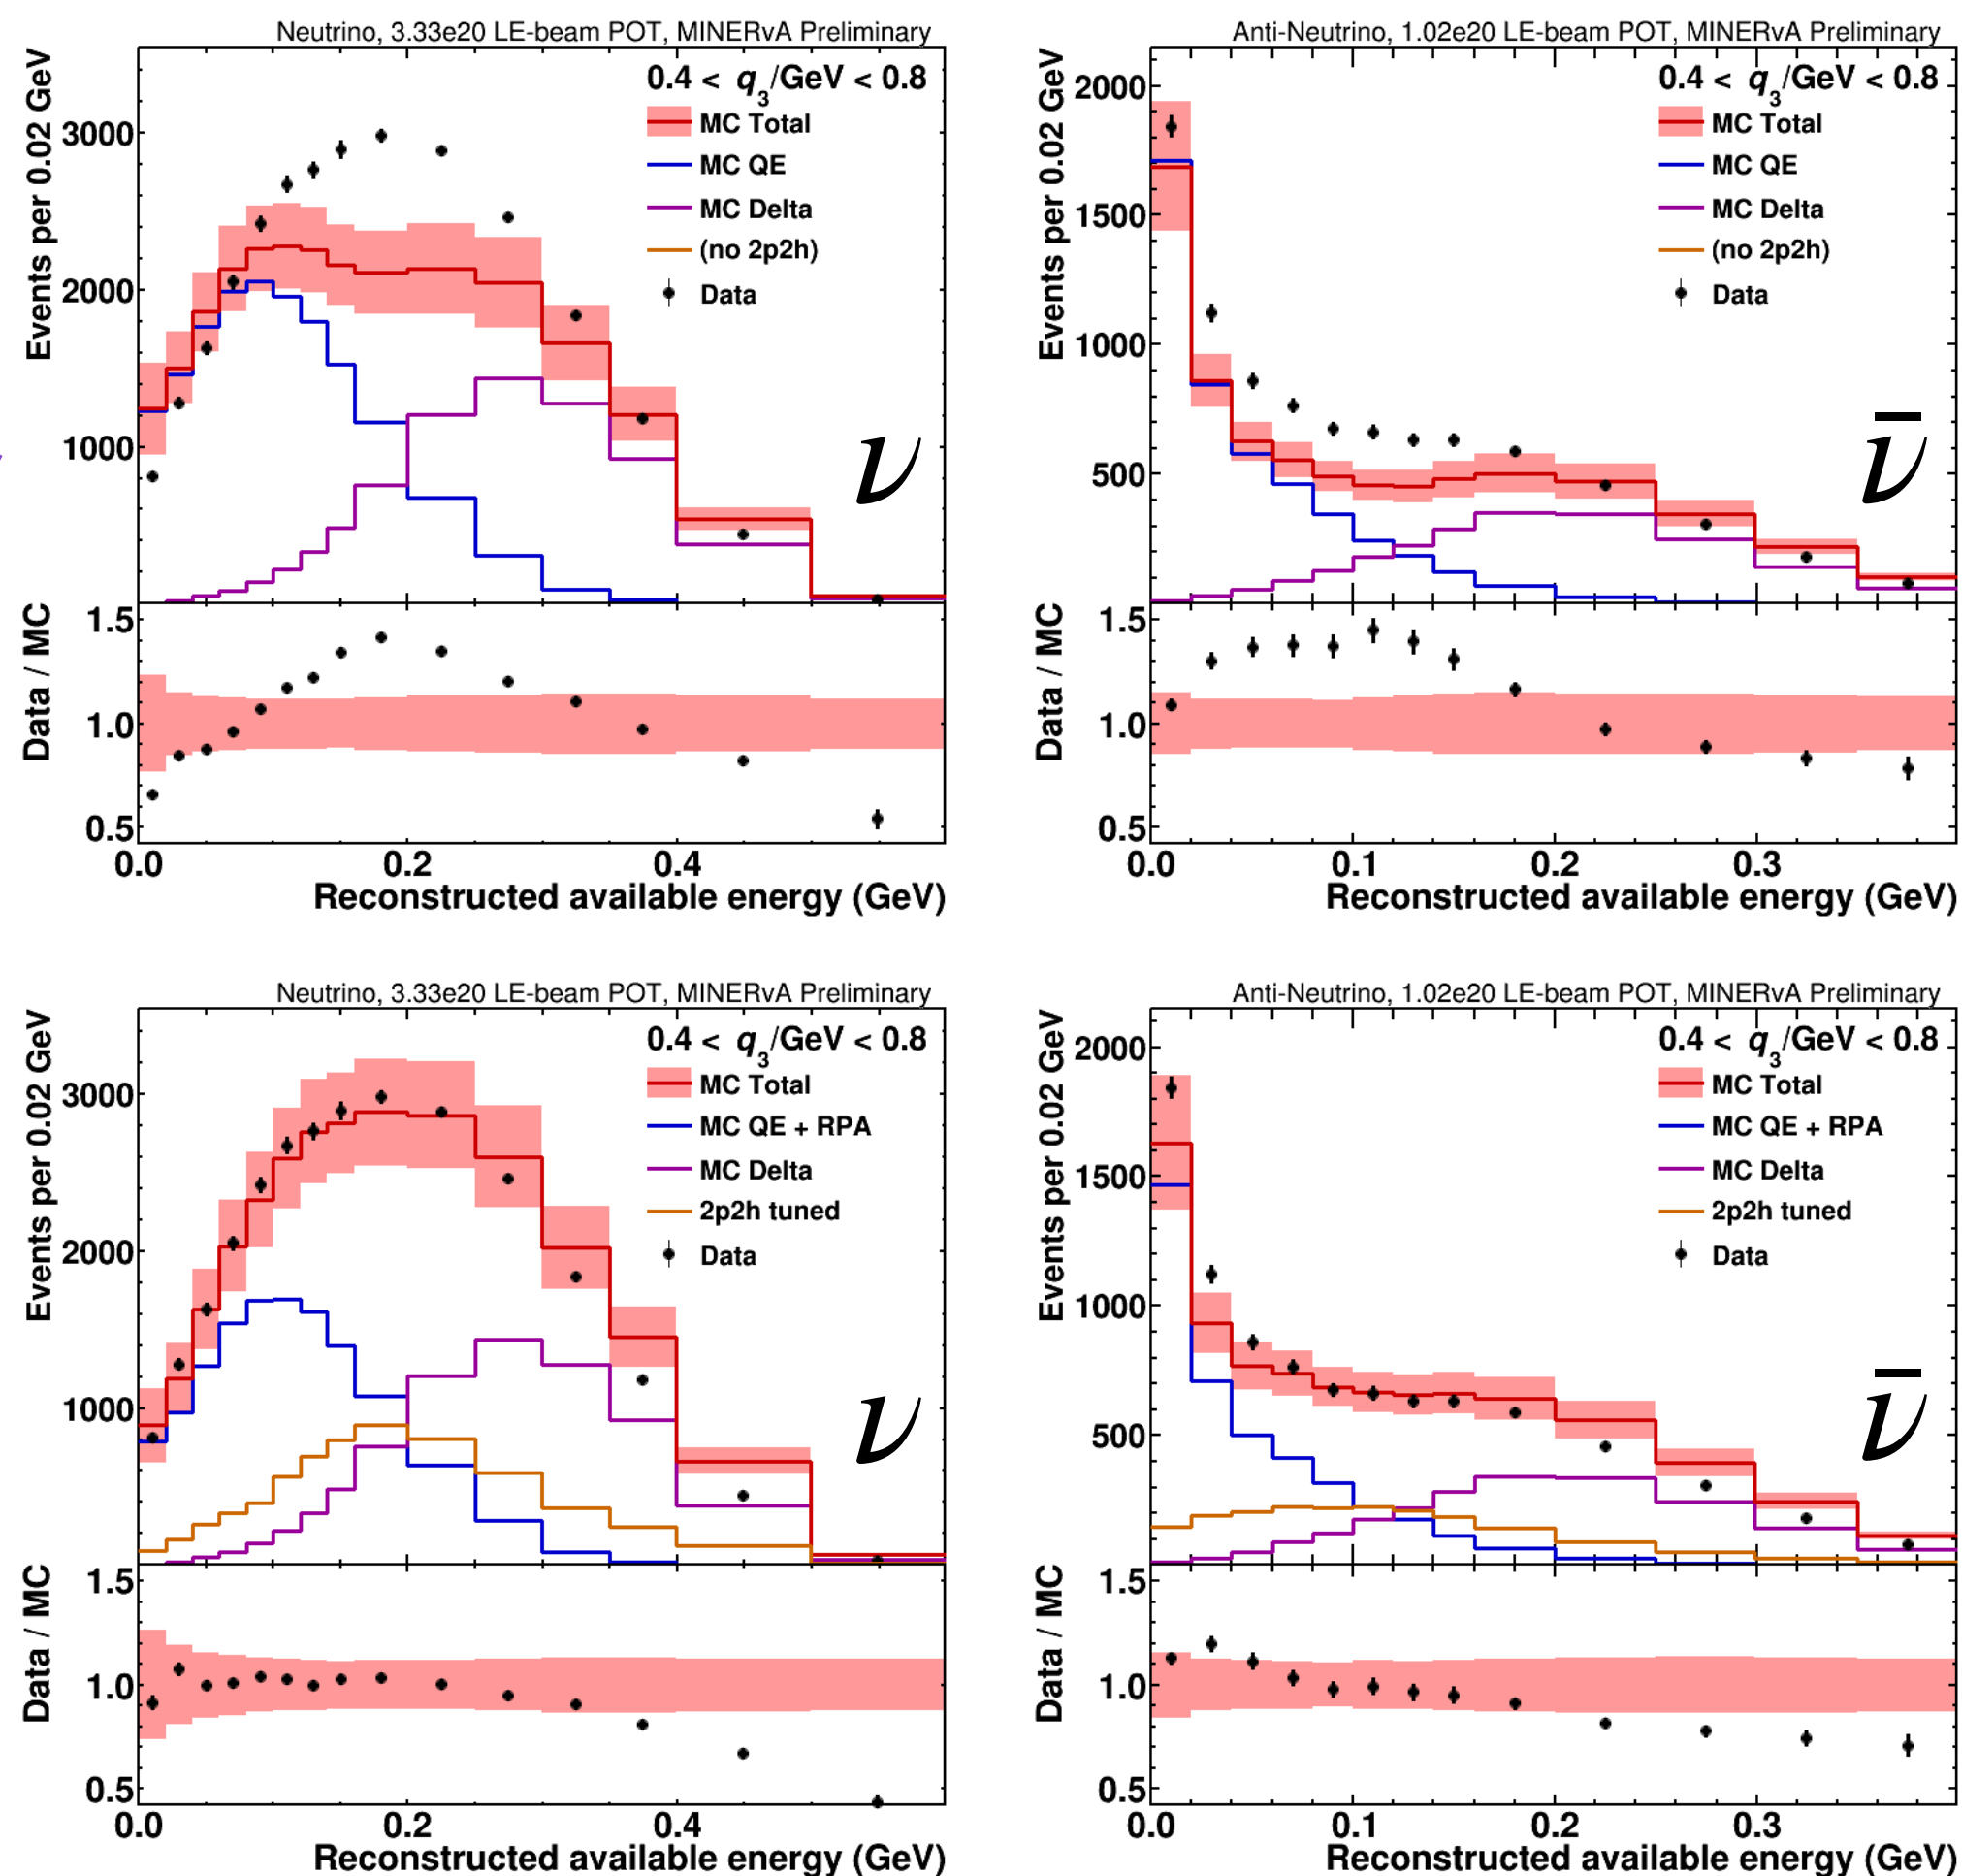 Neutrino, 3.33e20 LE-beam POT, MINERvA Preliminary
Events per 0.02 GeV
3000
2000
1000
0.4 < q3/GeV < 0.8
MC Total
MC QE
MC Delta
(no 2p2h)
Data
ν
Data / MC
1.5
1.0
0.5
0.0 0.2 0.4
Reconstructed available energy (GeV)
Anti-Neutrino, 1.02e20 LE-beam POT, MINERvA Preliminary
Events per 0.02 GeV
2000
1500
1000
500
0.4 < q3/GeV < 0.8
MC Total
MC QE
MC Delta
(no 2p2h)
Data
ν̄
Data / MC
1.5
1.0
0.5
0.0 0.1 0.2 0.3
Reconstructed available energy (GeV)
Neutrino, 3.33e20 LE-beam POT, MINERvA Preliminary
Events per 0.02 GeV
3000
2000
1000
0.4 < q3/GeV < 0.8
MC Total
MC QE + RPA
MC Delta
2p2h tuned
Data
ν
Data / MC
1.5
1.0
0.5
0.0 0.2 0.4
Reconstructed available energy (GeV)
Anti-Neutrino, 1.02e20 LE-beam POT, MINERvA Preliminary
Events per 0.02 GeV
2000
1500
1000
500
0.4 < q3/GeV < 0.8
MC Total
MC QE + RPA
MC Delta
2p2h tuned
Data
ν̄
Data / MC
1.5
1.0
0.5
0.0 0.1 0.2 0.3
Reconstructed available energy (GeV)